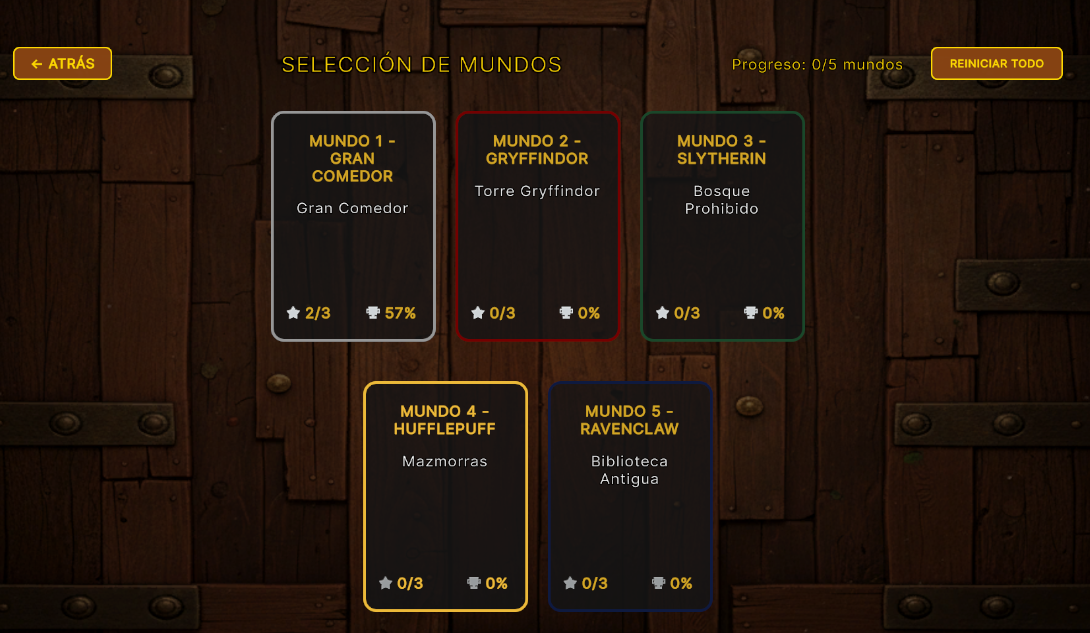 ← ATRÁS
SELECCIÓN DE MUNDOS
Progreso: 0/5 mundos
REINICIAR TODO
MUNDO 1 -
GRAN
COMEDOR
Gran Comedor
2/3
57%
MUNDO 2 -
GRYFFINDOR
Torre Gryffindor
0/3
0%
MUNDO 3 -
SLYTHERIN
Bosque
Prohibido
0/3
0%
MUNDO 4 -
HUFFLEPUFF
Mazmorras
0/3
0%
MUNDO 5 -
RAVENCLAW
Biblioteca
Antigua
0/3
0%